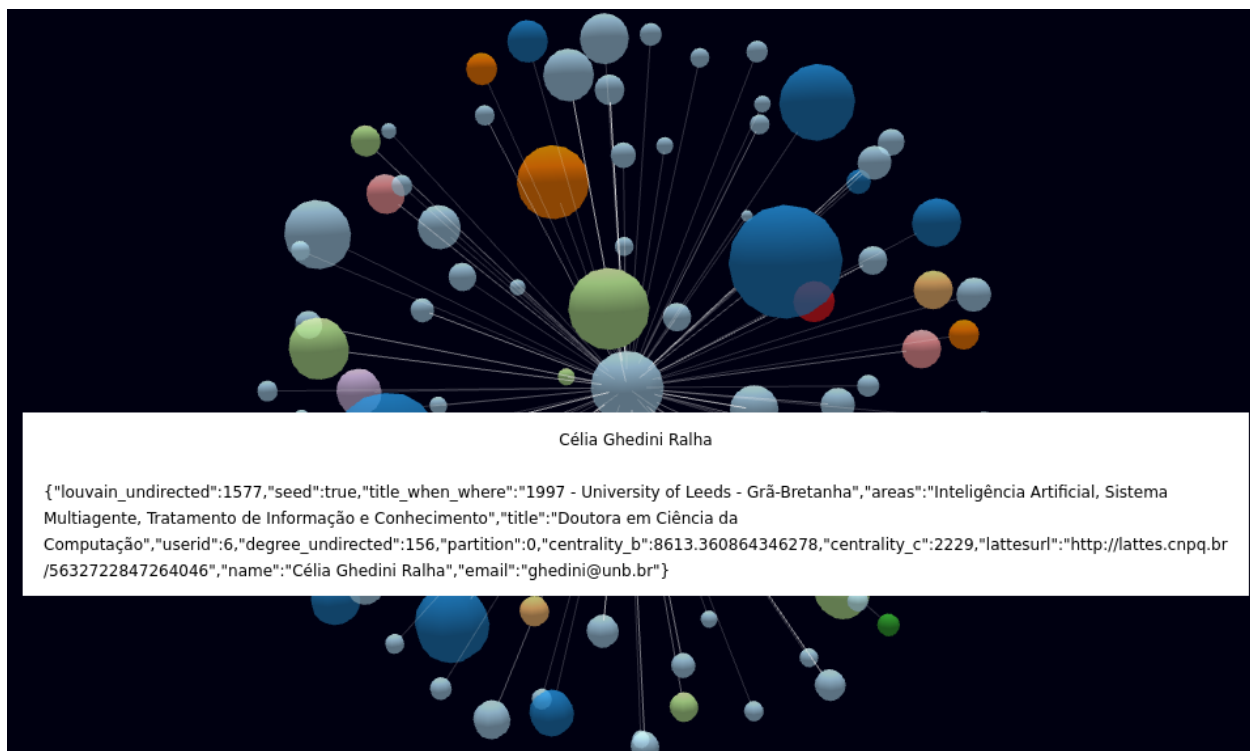 Célia Ghedini Ralha
{"louvain_undirected":1577,"seed":true,"title_when_where":"1997 - University of Leeds - Grã-Bretanha","areas":"Inteligência Artificial, Sistema
Multiagente, Tratamento de Informação e Conhecimento","title":"Doutora em Ciência da
Computação","userid":6,"degree_undirected":156,"partition":0,"centrality_b":8613.360864346278,"centrality_c":2229,"lattesurl":"http://lattes.cnpq.br
/5632722847264046","name":"Célia Ghedini Ralha","email":"ghedini@unb.br"}